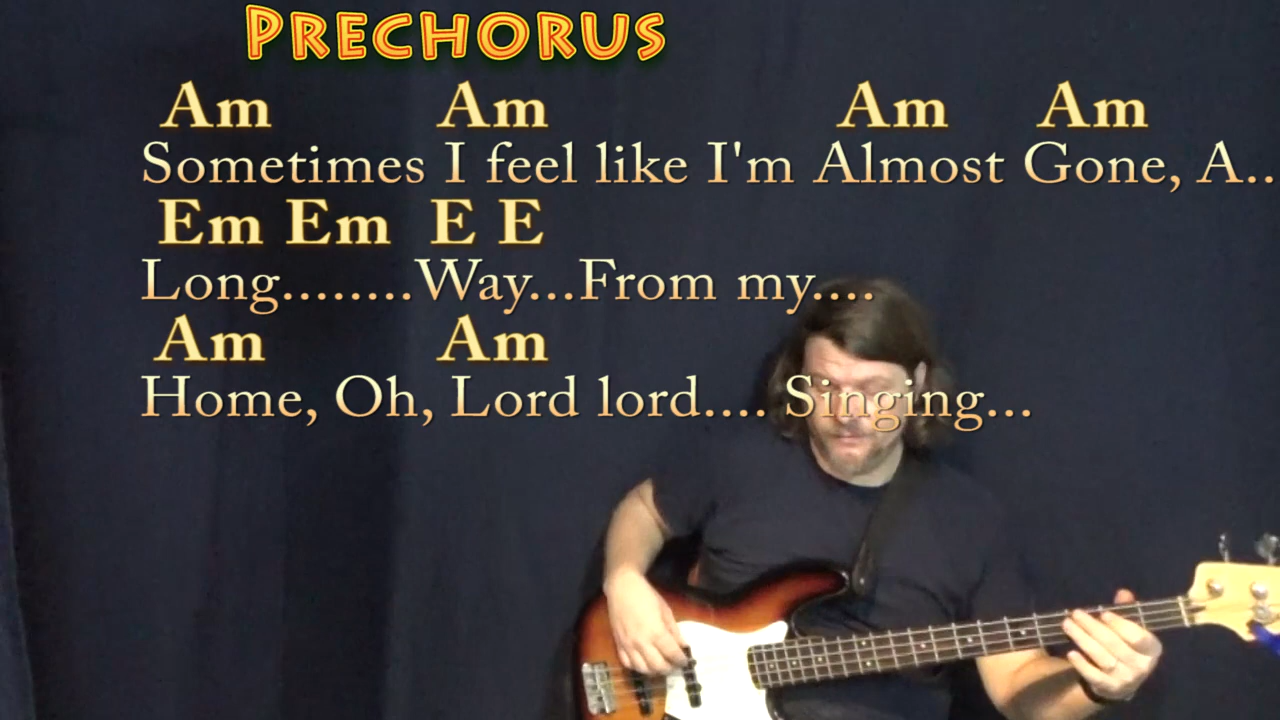 PRECHORUS
Am Am Am Am
Sometimes I feel like I'm Almost Gone, A..
Em Em E E
Long........Way...From my....
Am Am
Home, Oh, Lord lord.... Singing...